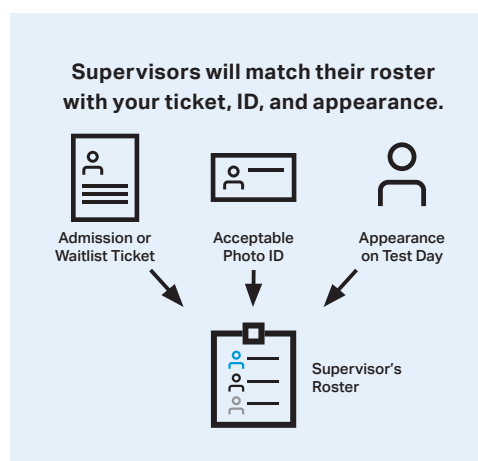 Supervisors will match their roster
with your ticket, ID, and appearance.
Admission or
Waitlist Ticket
Acceptable
Photo ID
Appearance
on Test Day
Supervisor's
Roster